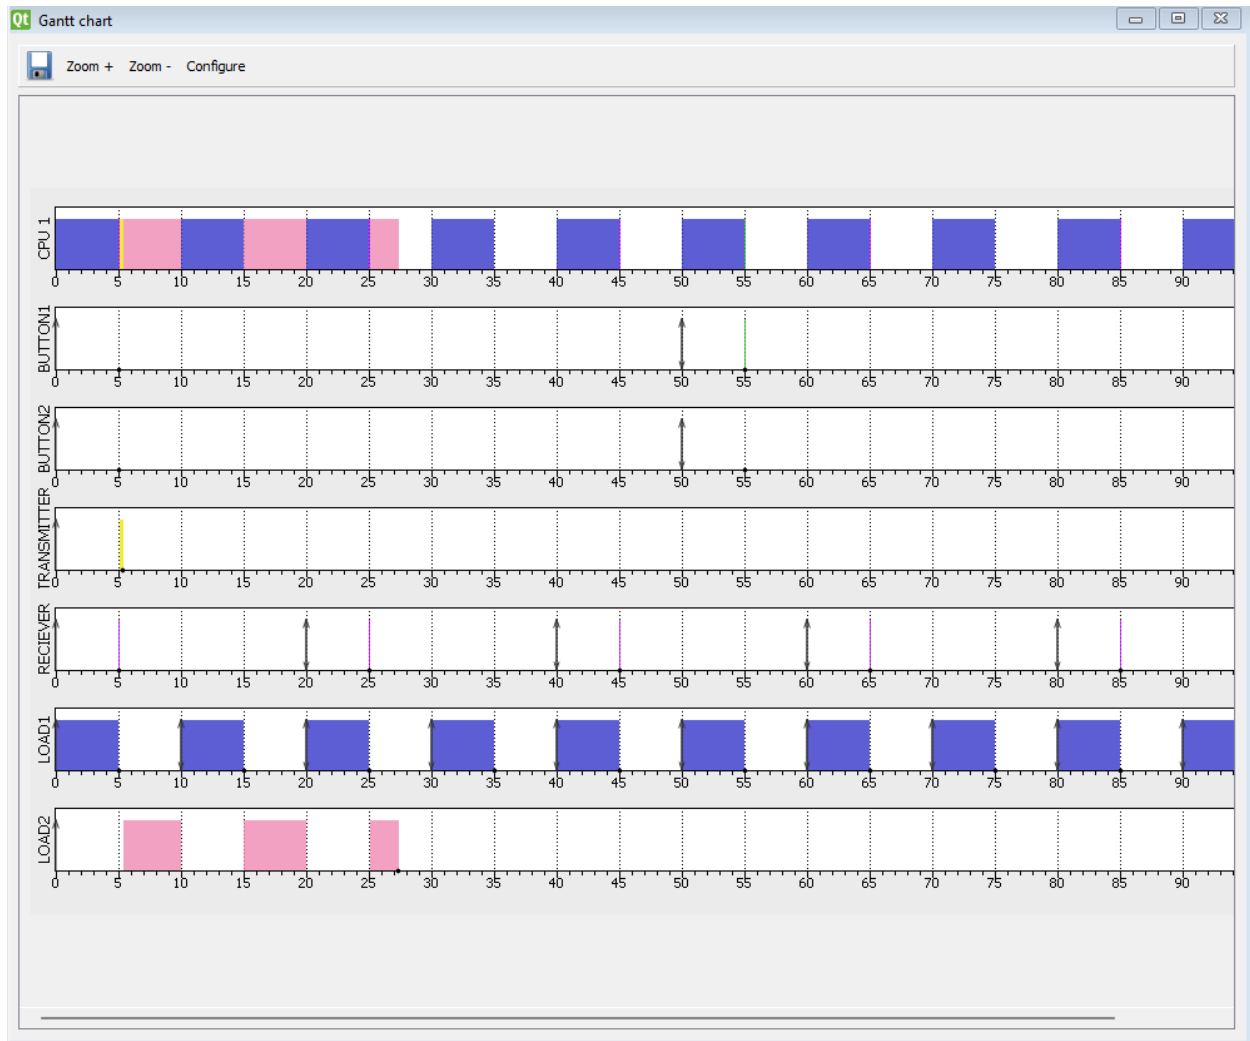 Qt Gantt chart
Zoom + Zoom - Configure
CPU 1
0 5 10 15 20 25 30 35 40 45 50 55 60 65 70 75 80 85 90
BUTTON1
0 5 10 15 20 25 30 35 40 45 50 55 60 65 70 75 80 85 90
BUTTON2
0 5 10 15 20 25 30 35 40 45 50 55 60 65 70 75 80 85 90
TRANSMITTER
0 5 10 15 20 25 30 35 40 45 50 55 60 65 70 75 80 85 90
RECIEVER
0 5 10 15 20 25 30 35 40 45 50 55 60 65 70 75 80 85 90
LOAD1
0 5 10 15 20 25 30 35 40 45 50 55 60 65 70 75 80 85 90
LOAD2
0 5 10 15 20 25 30 35 40 45 50 55 60 65 70 75 80 85 90